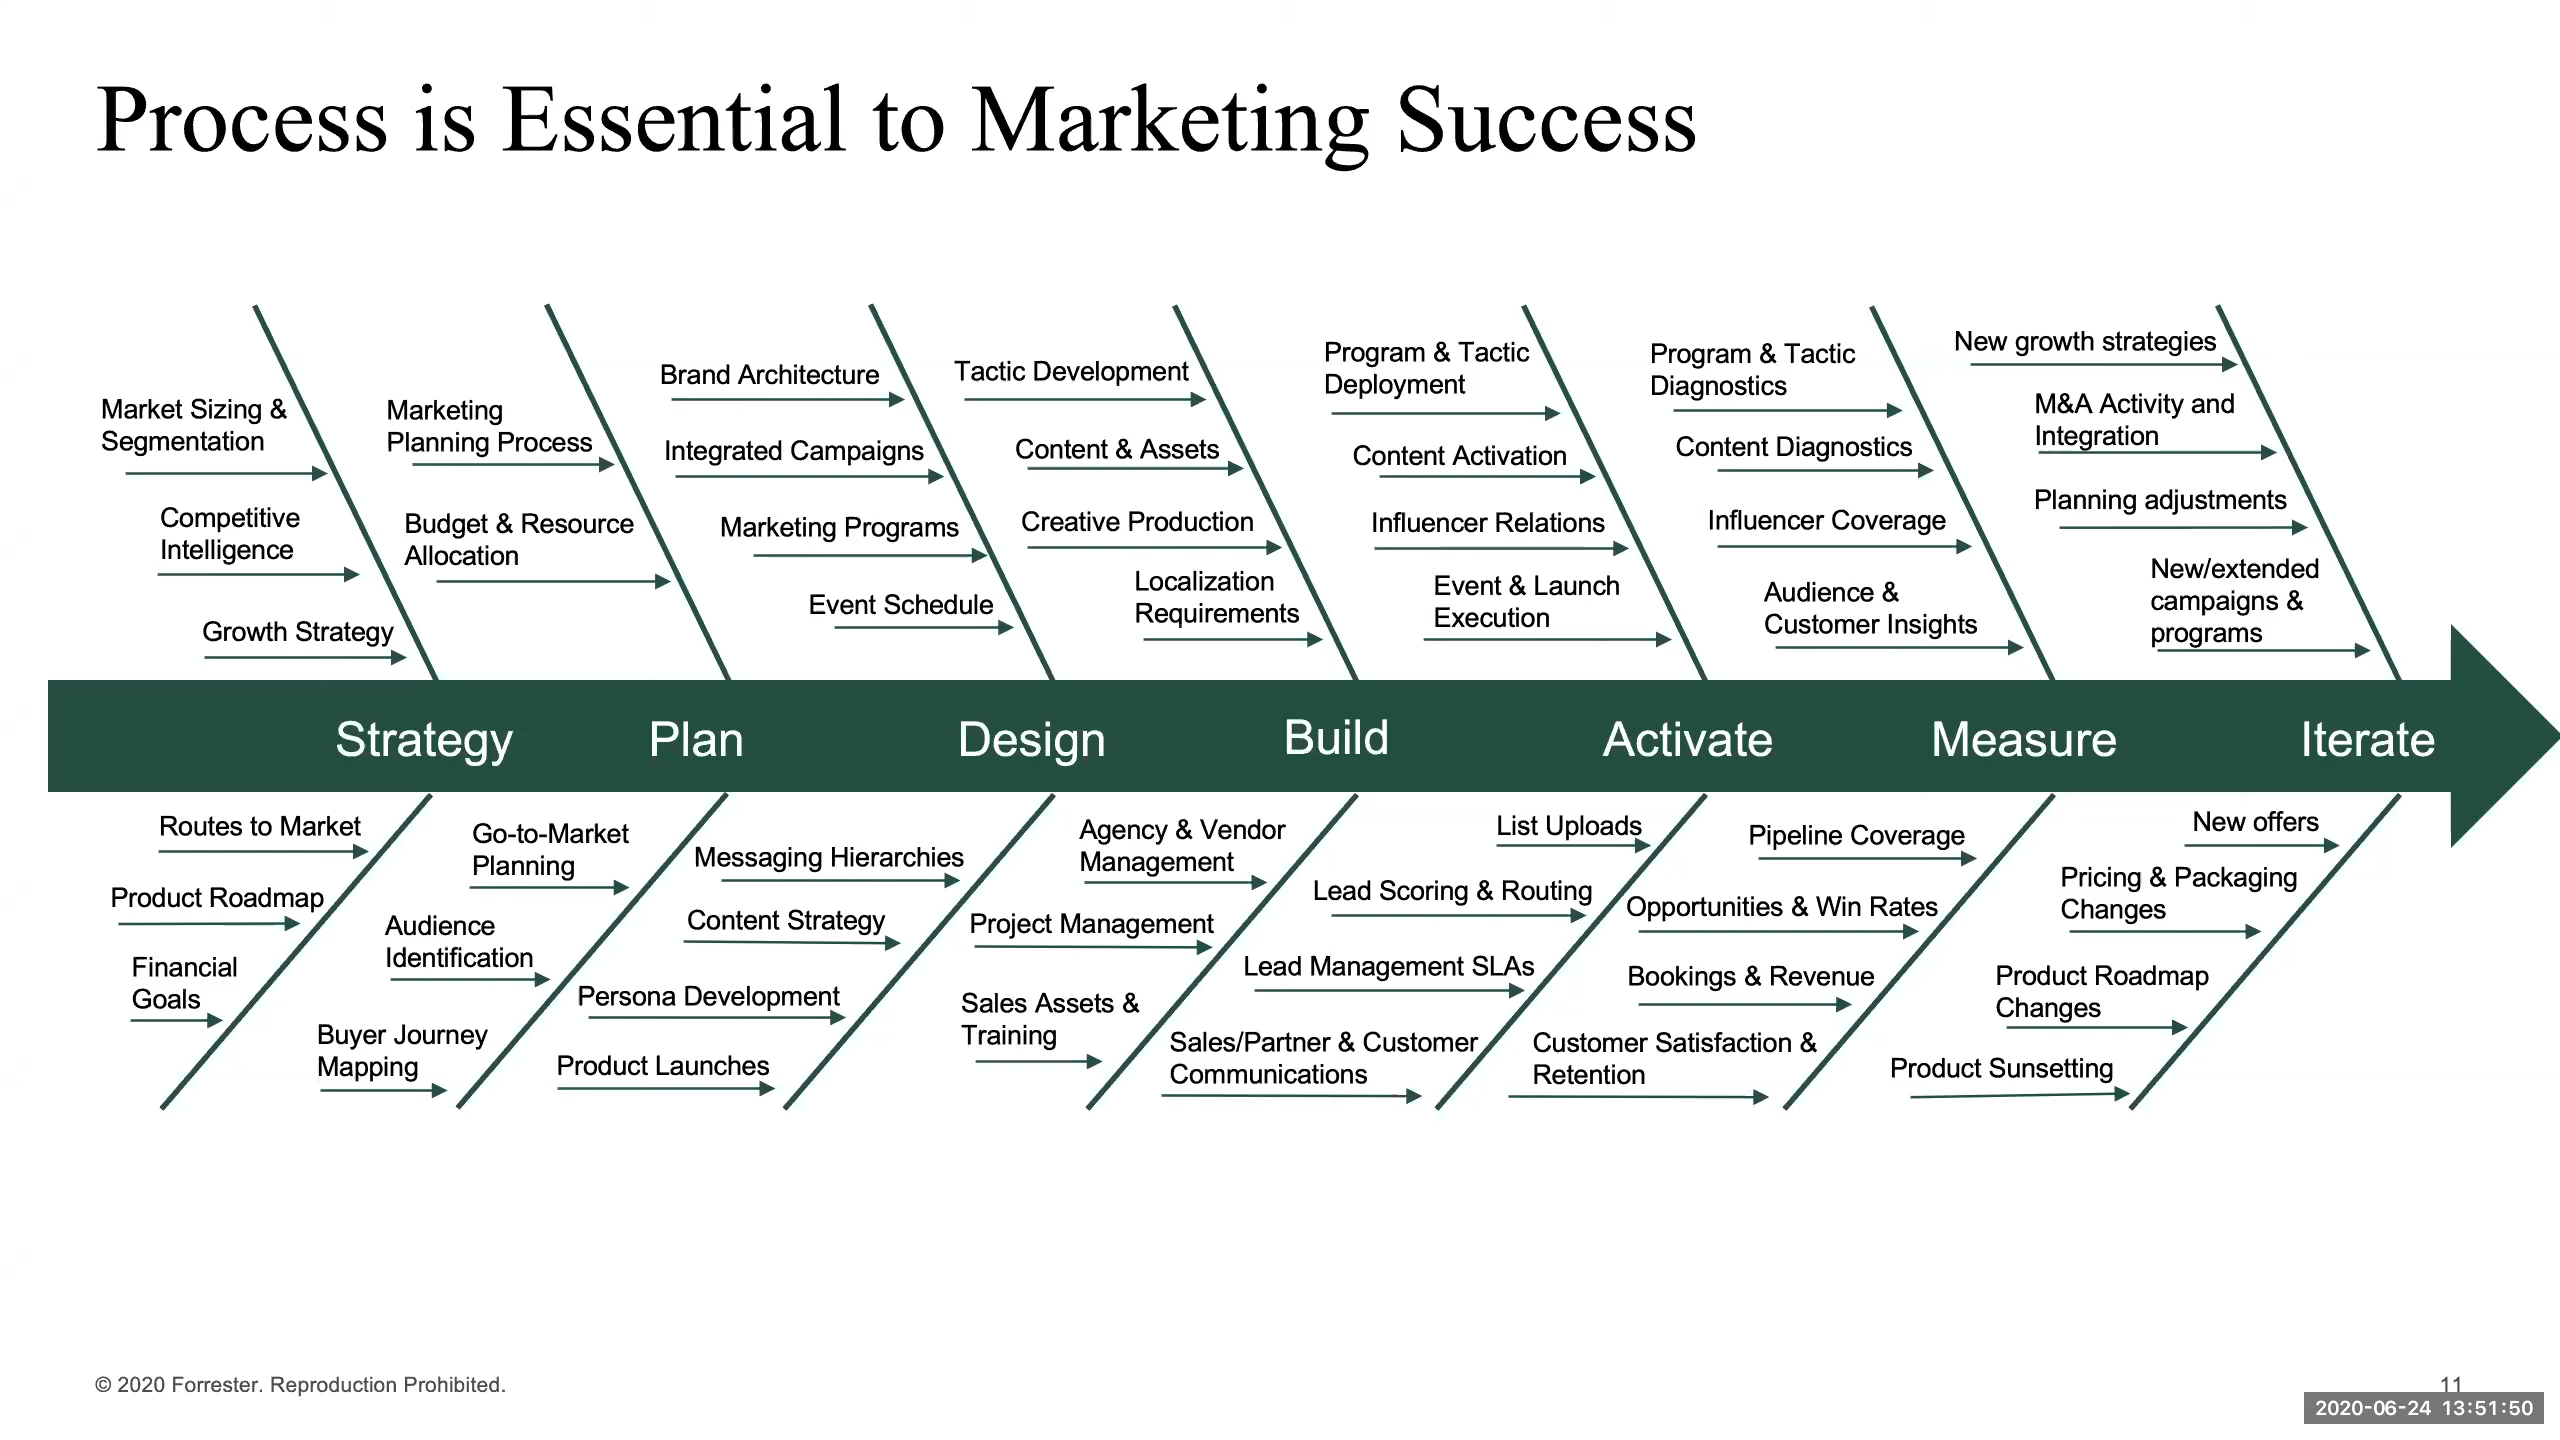 Process is Essential to Marketing Success
Market Sizing &
Segmentation
Competitive
Intelligence
Growth Strategy
Marketing
Planning Process
Budget & Resource
Allocation
Brand Architecture
Integrated Campaigns
Marketing Programs
Event Schedule
Tactic Development
Content & Assets
Creative Production
Localization
Requirements
Program & Tactic
Deployment
Content Activation
Influencer Relations
Event & Launch
Execution
Program & Tactic
Diagnostics
Content Diagnostics
Influencer Coverage
Audience &
Customer Insights
New growth strategies
M&A Activity and
Integration
Planning adjustments
New/extended
campaigns &
programs
Strategy
Plan
Design
Build
Activate
Measure
Iterate
Routes to Market
Product Roadmap
Financial
Goals
Go-to-Market
Planning
Audience
Identification
Buyer Journey
Mapping
Messaging Hierarchies
Content Strategy
Persona Development
Product Launches
Agency & Vendor
Management
Project Management
Sales Assets &
Training
List Uploads
Lead Scoring & Routing
Lead Management SLAs
Sales/Partner & Customer
Communications
Pipeline Coverage
Opportunities & Win Rates
Bookings & Revenue
Customer Satisfaction &
Retention
New offers
Pricing & Packaging
Changes
Product Roadmap
Changes
Product Sunsetting
© 2020 Forrester. Reproduction Prohibited.
11
2020-06-24 13:51:50